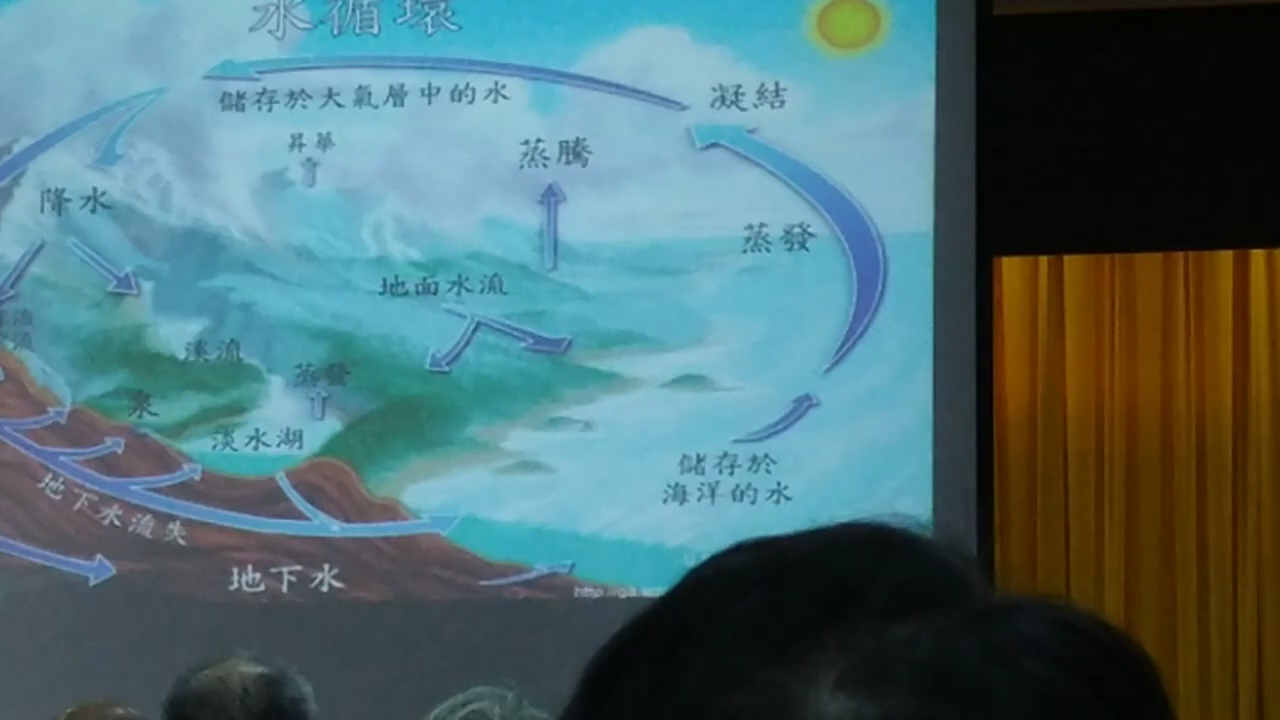 水循環
儲存於大氣層中的水
凝結
昇華
蒸騰
降水
蒸發
地面水流
溪流
蒸發
泉
淡水湖
儲存於
海洋的水
地下水流失
地下水